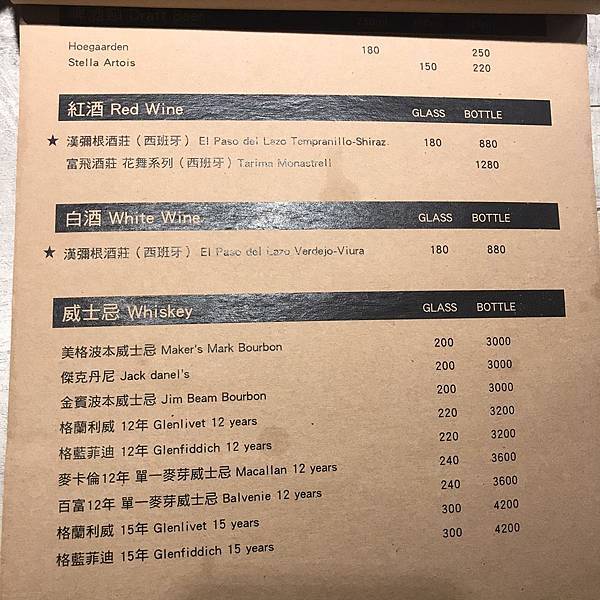 Craft Beer
Hoegaarden 180 250
Stella Artois 150 220
紅酒 Red Wine GLASS BOTTLE
★ 漢彌根酒莊（西班牙） El Paso del Lazo Tempranillo-Shiraz 180 880
富飛酒莊 花舞系列（西班牙）Tarima Monastrell 1280
白酒 White Wine GLASS BOTTLE
★ 漢彌根酒莊（西班牙） El Paso del Lazo Verdejo-Viura 180 880
威士忌 Whiskey GLASS BOTTLE
美格波本威士忌 Maker's Mark Bourbon 200 3000
傑克丹尼 Jack danel's 200 3000
金賓波本威士忌 Jim Beam Bourbon 200 3000
格蘭利威 12年 Glenlivet 12 years 220 3200
格藍菲迪 12年 Glenfiddich 12 years 220 3200
麥卡倫12年 單一麥芽威士忌 Macallan 12 years 240 3600
百富12年 單一麥芽威士忌 Balvenie 12 years 240 3600
格蘭利威 15年 Glenlivet 15 years 300 4200
格藍菲迪 15年 Glenfiddich 15 years 300 4200